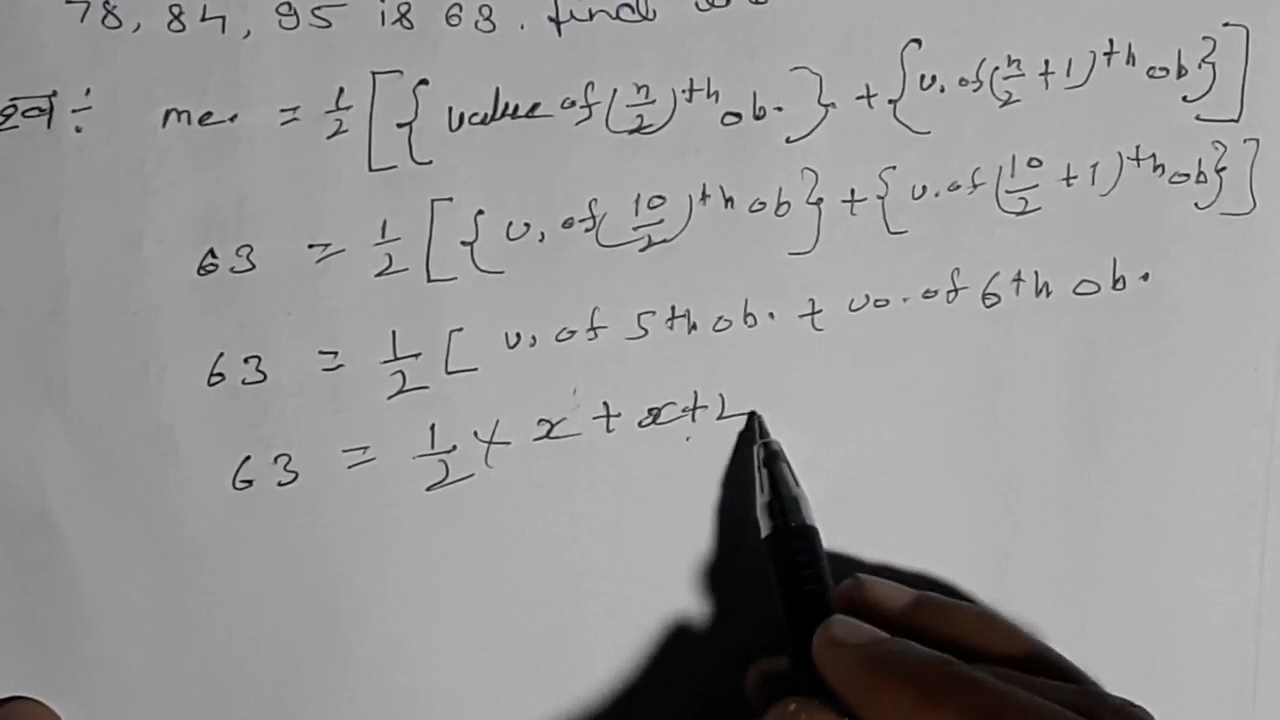 78, 84, 95 is 63. find
हल ÷ me. = 1/2 [{value of (n/2)th ob.} + {v. of (n/2 + 1)th ob}]
63 = 1/2 [{v. of (10/2)th ob} + {v. of (10/2 + 1)th ob}]
63 = 1/2 [ v. of 5th ob. + vo. of 6th ob.
63 = 1/2 × x + x+2